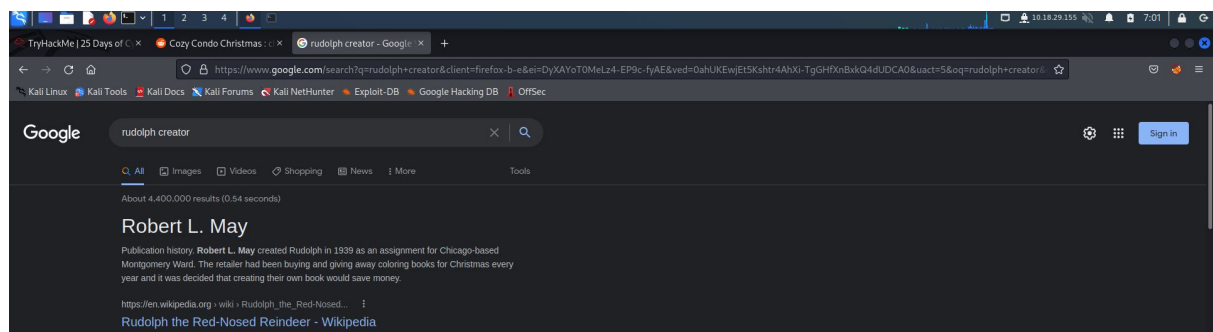 1 2 3 4
10.18.29.155
7:01
TryHackMe | 25 Days of C
Cozy Condo Christmas : ci
rudolph creator - Google
https://www.google.com/search?q=rudolph+creator&client=firefox-b-e&ei=DyXAYoT0MeLz4-EP9c-fyAE&ved=0ahUKEwjEt5Kshtr4AhXi-TgGHfXnBxkQ4dUDCA0&uact=5&oq=rudolph+creator&
Kali Linux Kali Tools Kali Docs Kali Forums Kali NetHunter Exploit-DB Google Hacking DB OffSec
Google
rudolph creator
Sign in
All Images Videos Shopping News More Tools
About 4,400,000 results (0.54 seconds)
Robert L. May
Publication history. Robert L. May created Rudolph in 1939 as an assignment for Chicago-based
Montgomery Ward. The retailer had been buying and giving away coloring books for Christmas every
year and it was decided that creating their own book would save money.
https://en.wikipedia.org › wiki › Rudolph_the_Red-Nosed...
Rudolph the Red-Nosed Reindeer - Wikipedia